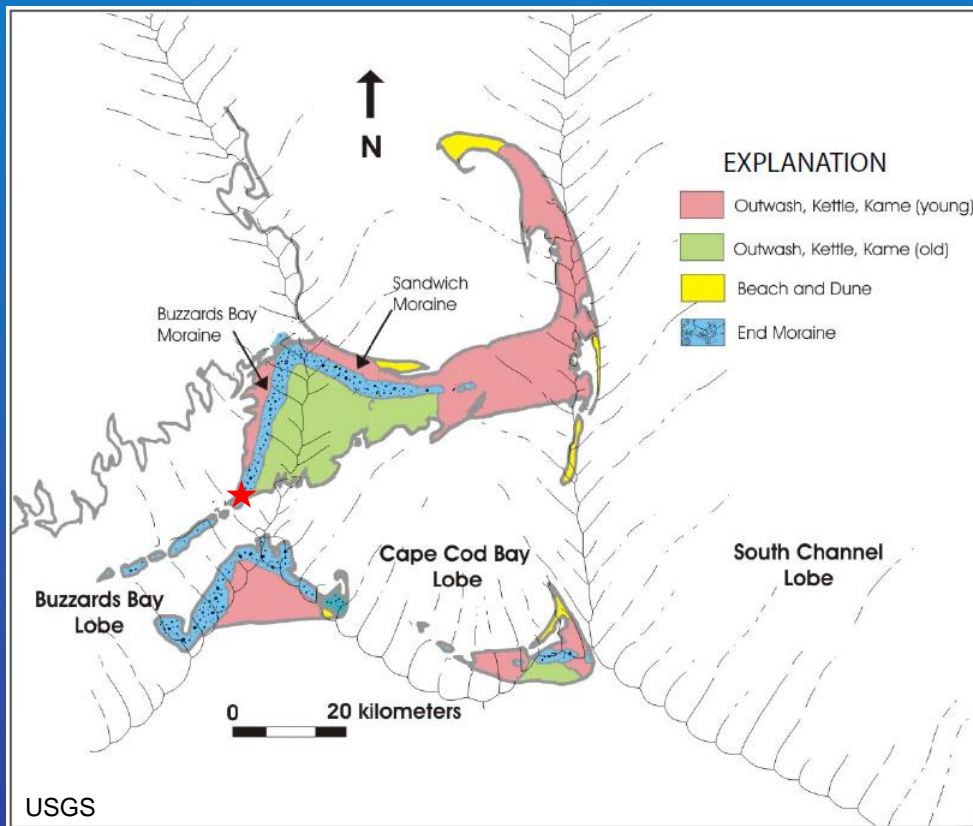 N
EXPLANATION
Outwash, Kettle, Kame (young)
Outwash, Kettle, Kame (old)
Beach and Dune
End Moraine
Sandwich
Moraine
Buzzards Bay
Moraine
Cape Cod Bay
Lobe
South Channel
Lobe
Buzzards Bay
Lobe
0 20 kilometers
USGS